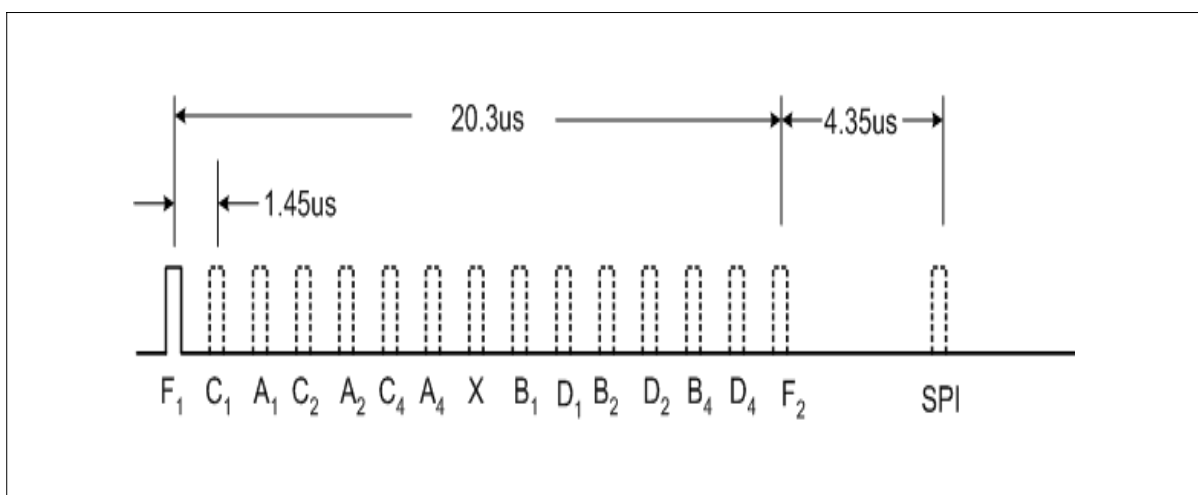 20.3us 4.35us
1.45us
F₁ C₁ A₁ C₂ A₂ C₄ A₄ X B₁ D₁ B₂ D₂ B₄ D₄ F₂ SPI